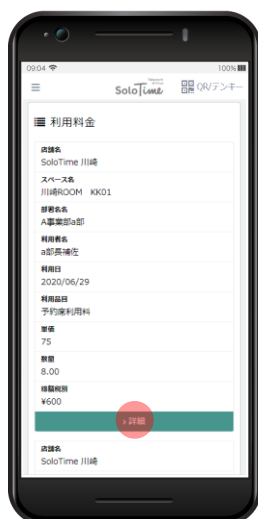 09:04 100%
SoloTime QR/テンキー
利用料金
店舗名
SoloTime 川崎
スペース名
川崎ROOM KK01
部署名名
A事業部a部
利用者名
a部長補佐
利用日
2020/06/29
利用品目
予約席利用料
単価
75
数量
8.00
¥600
>詳細
店舗名
SoloTime 川崎